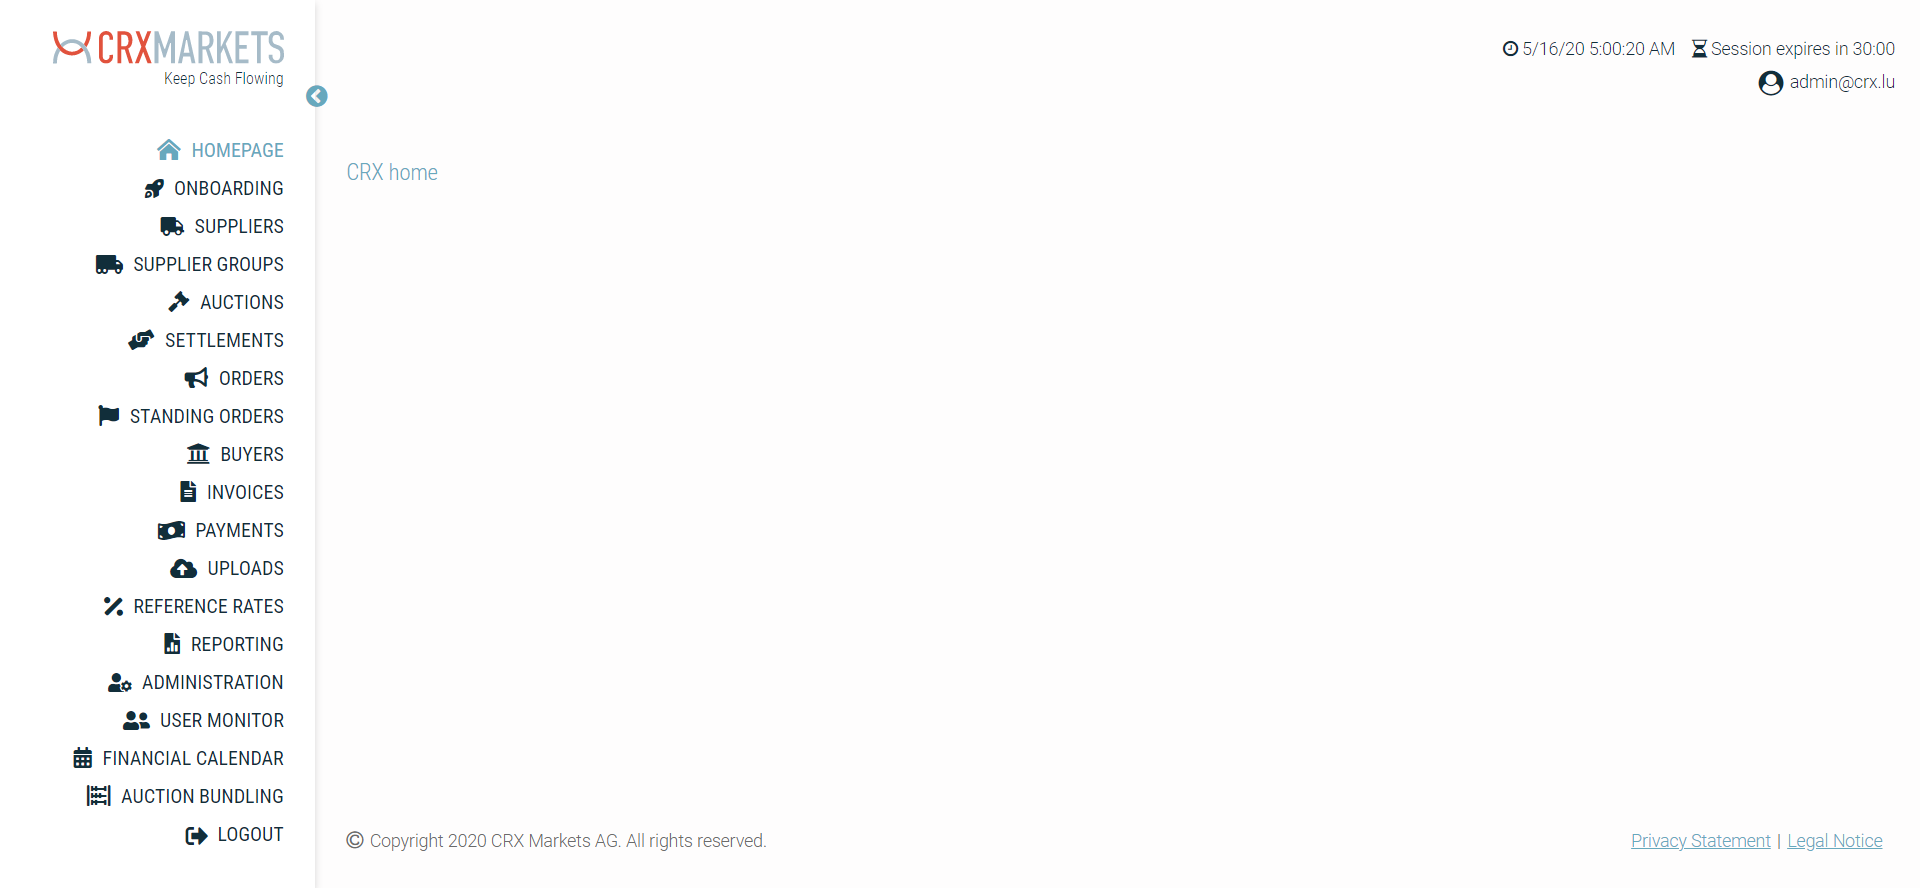 CRXMARKETS
Keep Cash Flowing
5/16/20 5:00:20 AM Session expires in 30:00
admin@crx.lu
HOMEPAGE
ONBOARDING
SUPPLIERS
SUPPLIER GROUPS
AUCTIONS
SETTLEMENTS
ORDERS
STANDING ORDERS
BUYERS
INVOICES
PAYMENTS
UPLOADS
REFERENCE RATES
REPORTING
ADMINISTRATION
USER MONITOR
FINANCIAL CALENDAR
AUCTION BUNDLING
LOGOUT
CRX home
© Copyright 2020 CRX Markets AG. All rights reserved.
Privacy Statement | Legal Notice